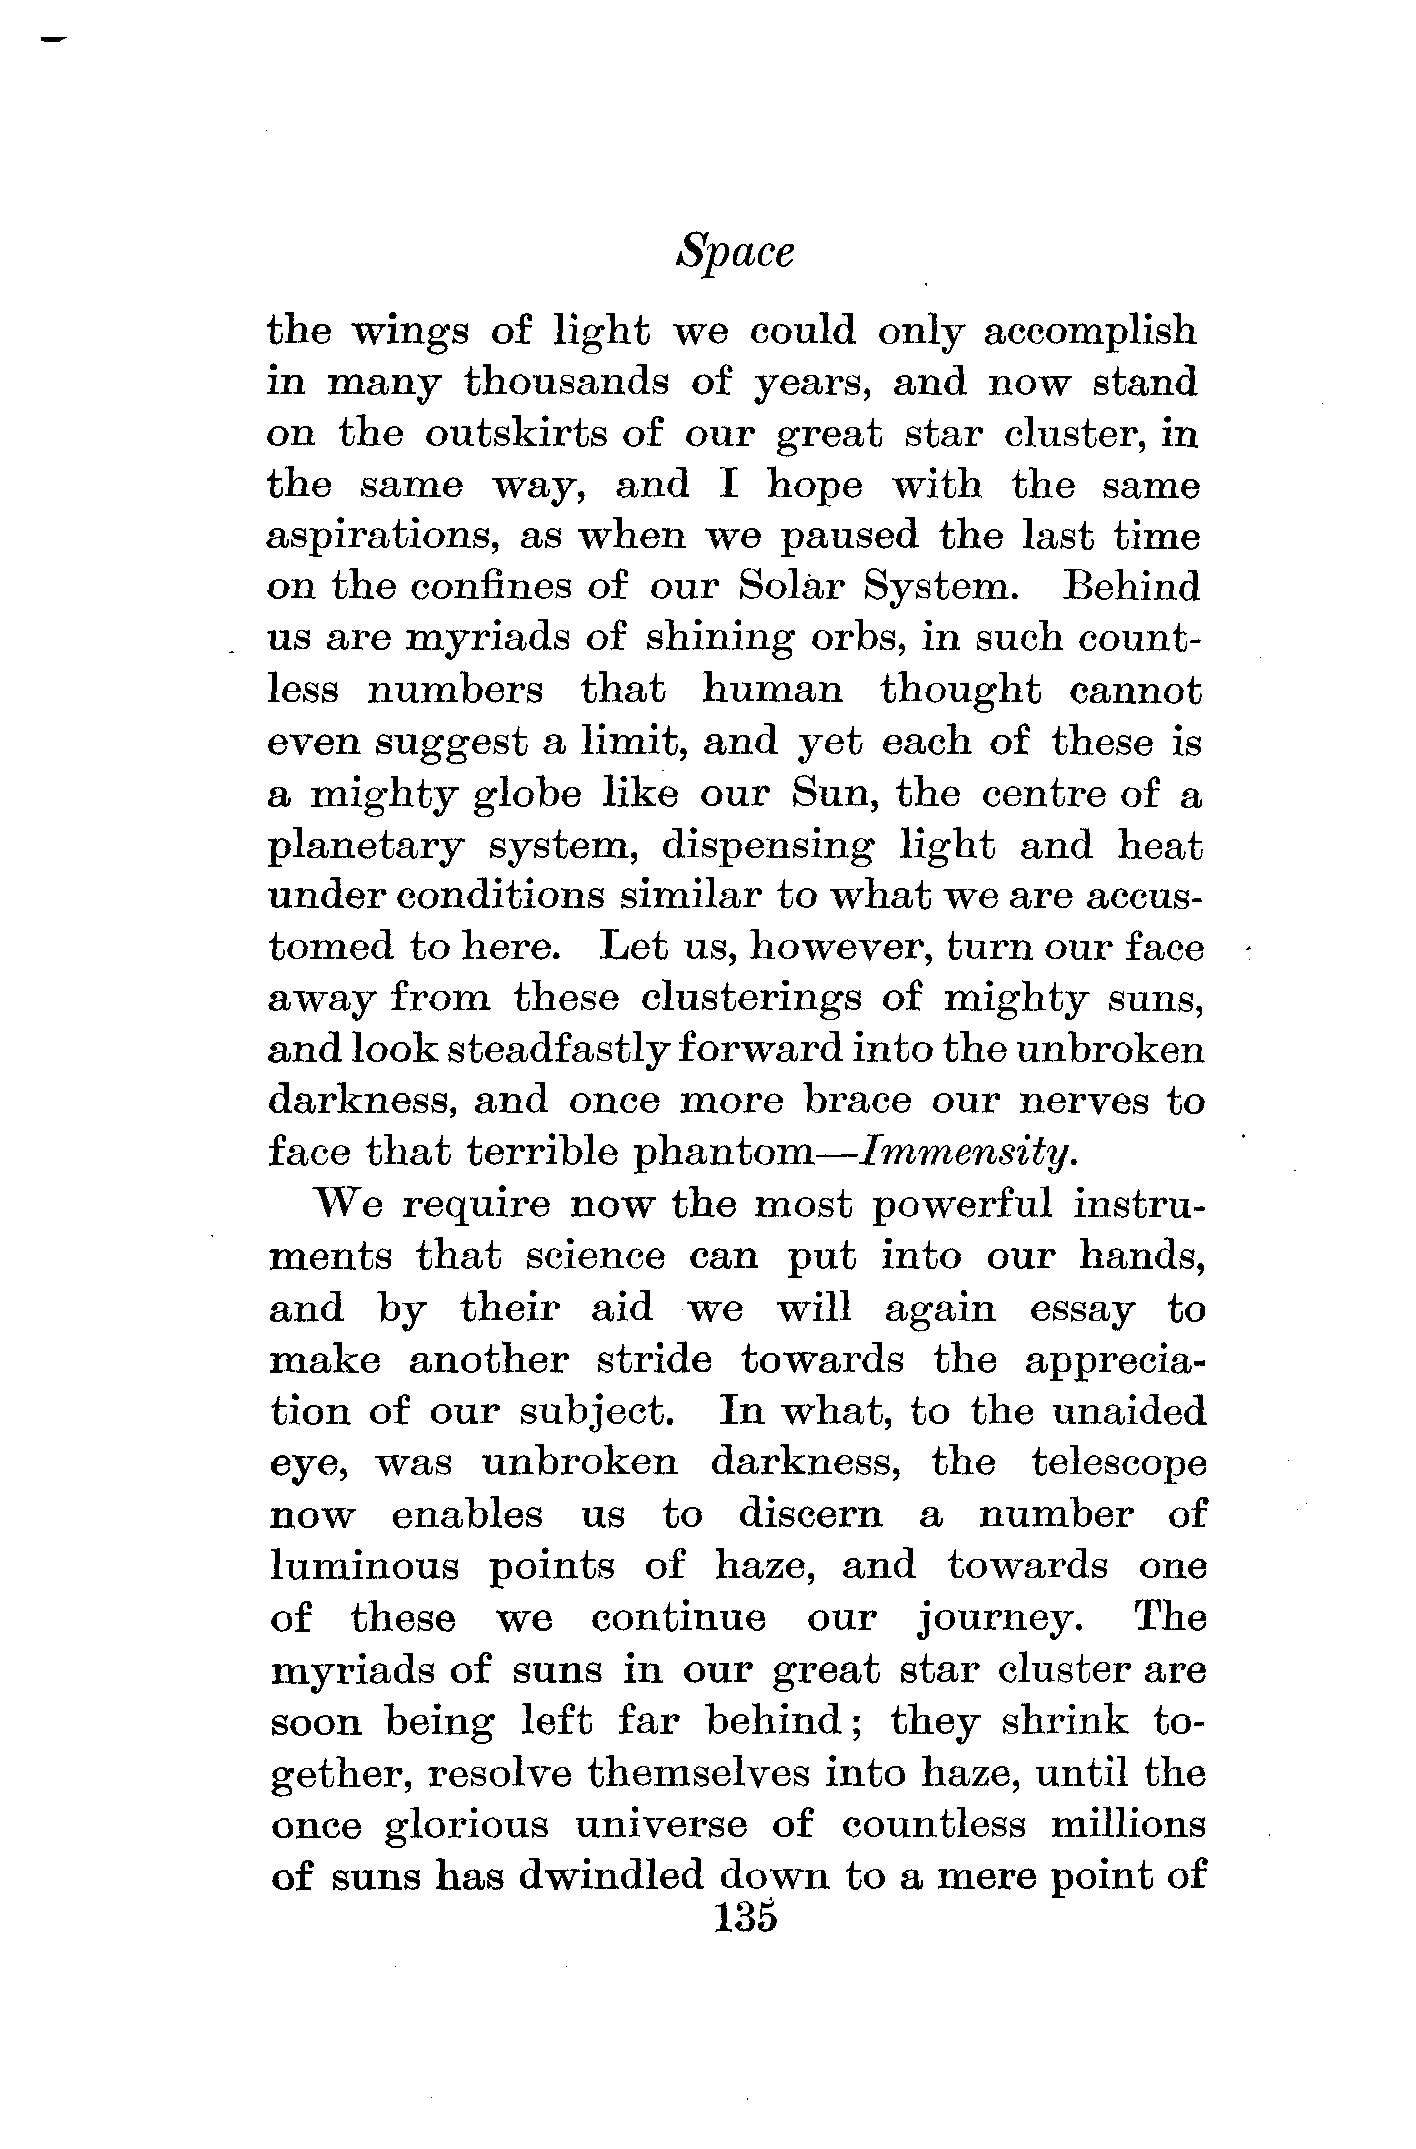 Space
the wings of light we could only accomplish
in many thousands of years, and now stand
on the outskirts of our great star cluster, in
the same way, and I hope with the same
aspirations, as when we paused the last time
on the confines of our Solar System. Behind
us are myriads of shining orbs, in such count-
less numbers that human thought cannot
even suggest a limit, and yet each of these is
a mighty globe like our Sun, the centre of a
planetary system, dispensing light and heat
under conditions similar to what we are accus-
tomed to here. Let us, however, turn our face
away from these clusterings of mighty suns,
and look steadfastly forward into the unbroken
darkness, and once more brace our nerves to
face that terrible phantom—Immensity.
We require now the most powerful instru-
ments that science can put into our hands,
and by their aid we will again essay to
make another stride towards the apprecia-
tion of our subject. In what, to the unaided
eye, was unbroken darkness, the telescope
now enables us to discern a number of
luminous points of haze, and towards one
of these we continue our journey. The
myriads of suns in our great star cluster are
soon being left far behind; they shrink to-
gether, resolve themselves into haze, until the
once glorious universe of countless millions
of suns has dwindled down to a mere point of
135